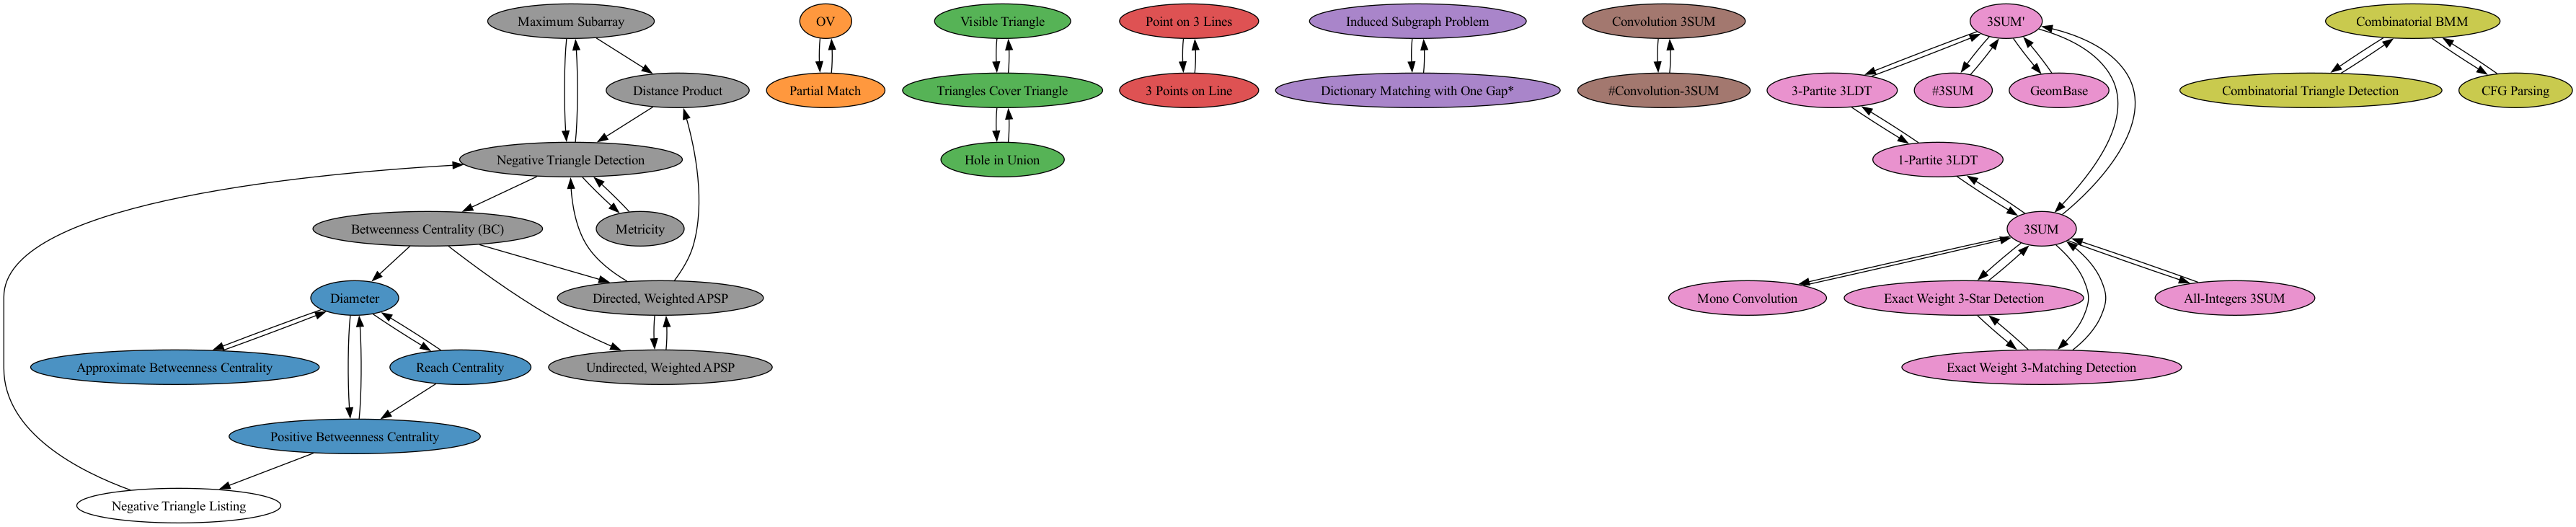 Maximum Subarray
OV
Visible Triangle
Point on 3 Lines
Induced Subgraph Problem
Convolution 3SUM
3SUM'
Combinatorial BMM
Distance Product
Partial Match
Triangles Cover Triangle
3 Points on Line
Dictionary Matching with One Gap*
#Convolution-3SUM
3-Partite 3LDT
#3SUM
GeomBase
Combinatorial Triangle Detection
CFG Parsing
Negative Triangle Detection
Hole in Union
1-Partite 3LDT
Betweenness Centrality (BC)
Metricity
3SUM
Diameter
Directed, Weighted APSP
Mono Convolution
Exact Weight 3-Star Detection
All-Integers 3SUM
Approximate Betweenness Centrality
Reach Centrality
Undirected, Weighted APSP
Exact Weight 3-Matching Detection
Positive Betweenness Centrality
Negative Triangle Listing